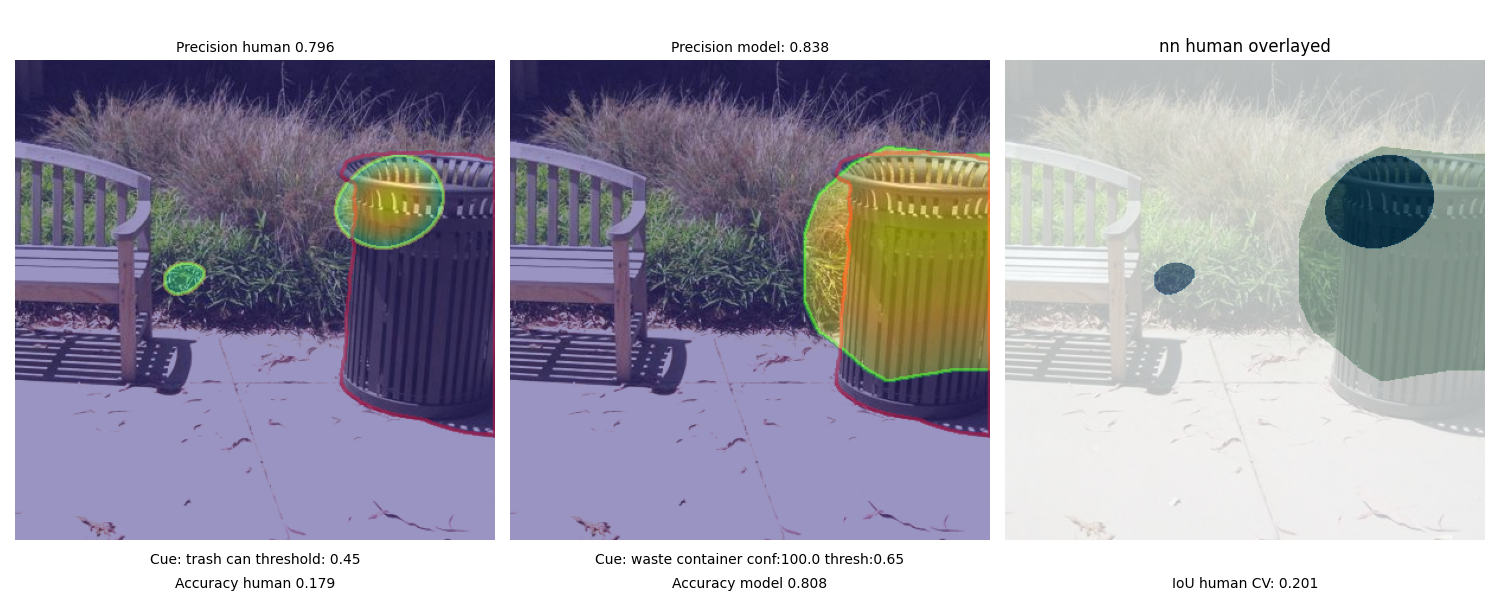 Precision human 0.796
Precision model: 0.838
nn human overlayed
Cue: trash can threshold: 0.45
Cue: waste container conf:100.0 thresh:0.65
Accuracy human 0.179
Accuracy model 0.808
IoU human CV: 0.201